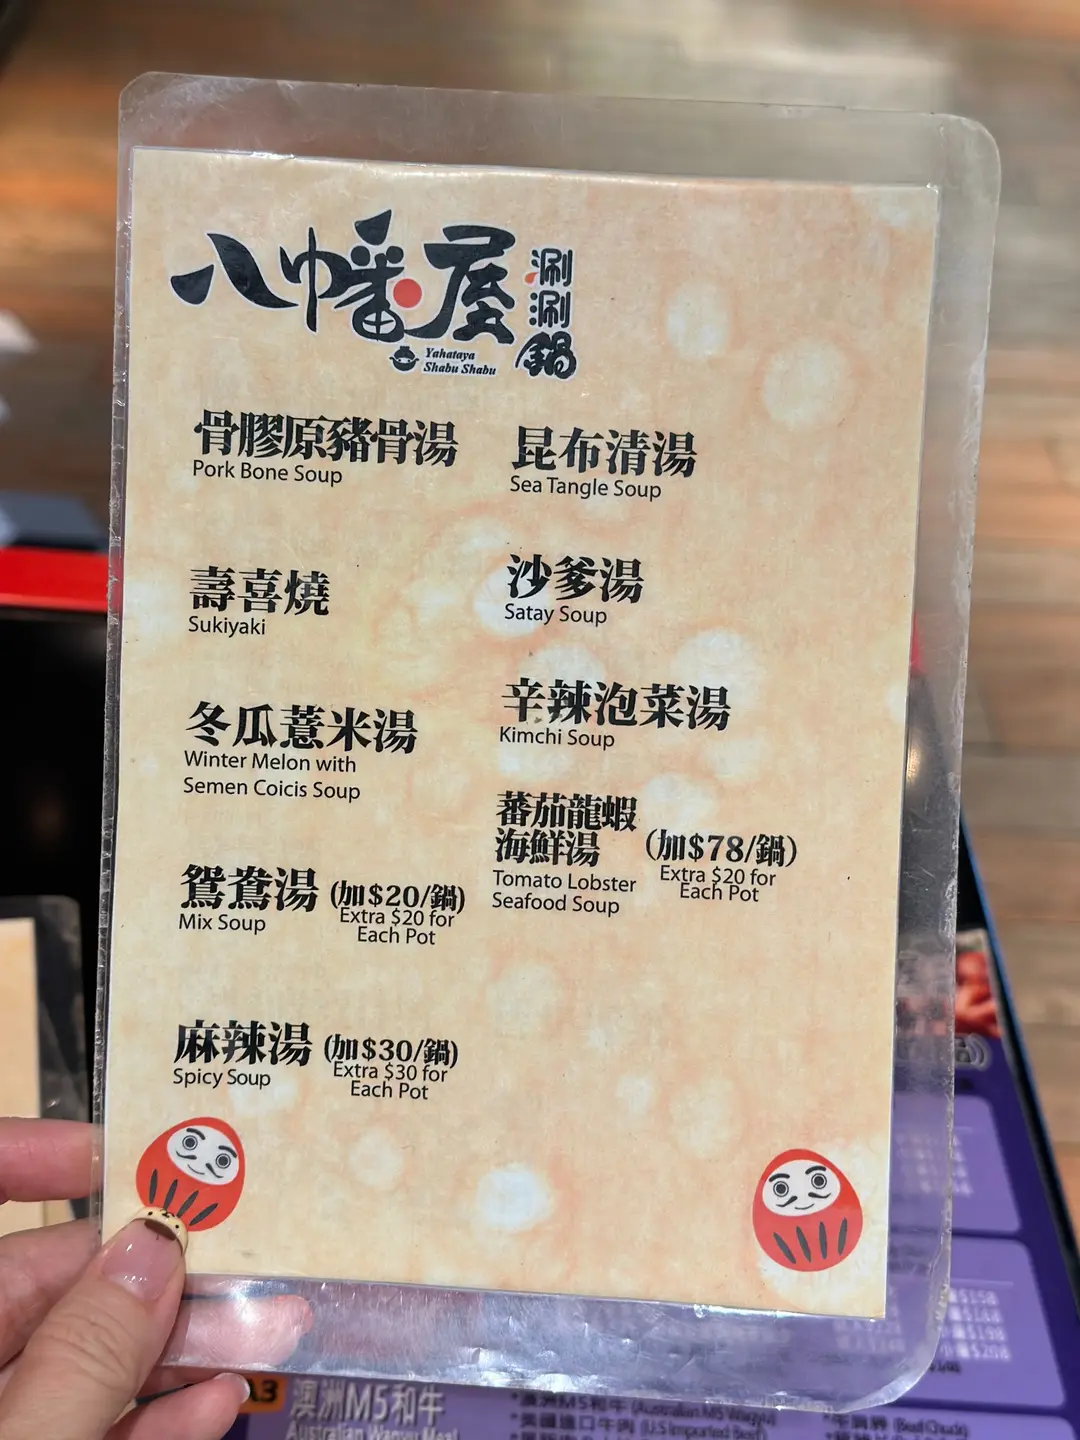 八幡屋
涮涮鍋
Yahataya
Shabu Shabu
骨膠原豬骨湯
Pork Bone Soup
昆布清湯
Sea Tangle Soup
壽喜燒
Sukiyaki
沙爹湯
Satay Soup
冬瓜薏米湯
Winter Melon with
Semen Coicis Soup
辛辣泡菜湯
Kimchi Soup
鴛鴦湯 (加$20/鍋)
Mix Soup
Extra $20 for
Each Pot
蕃茄龍蝦
海鮮湯 (加$78/鍋)
Tomato Lobster
Seafood Soup
Extra $20 for
Each Pot
麻辣湯 (加$30/鍋)
Spicy Soup
Extra $30 for
Each Pot
澳洲M5和牛
Australian Wagyu Meal